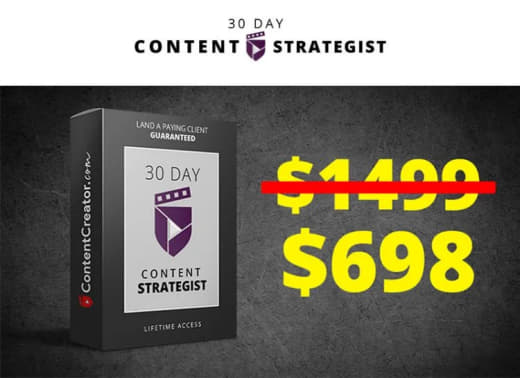 30 DAY
CONTENT STRATEGIST
LAND A PAYING CLIENT
GUARANTEED
30 DAY
CONTENT
STRATEGIST
LIFETIME ACCESS
ContentCreator.com
$1499
$698